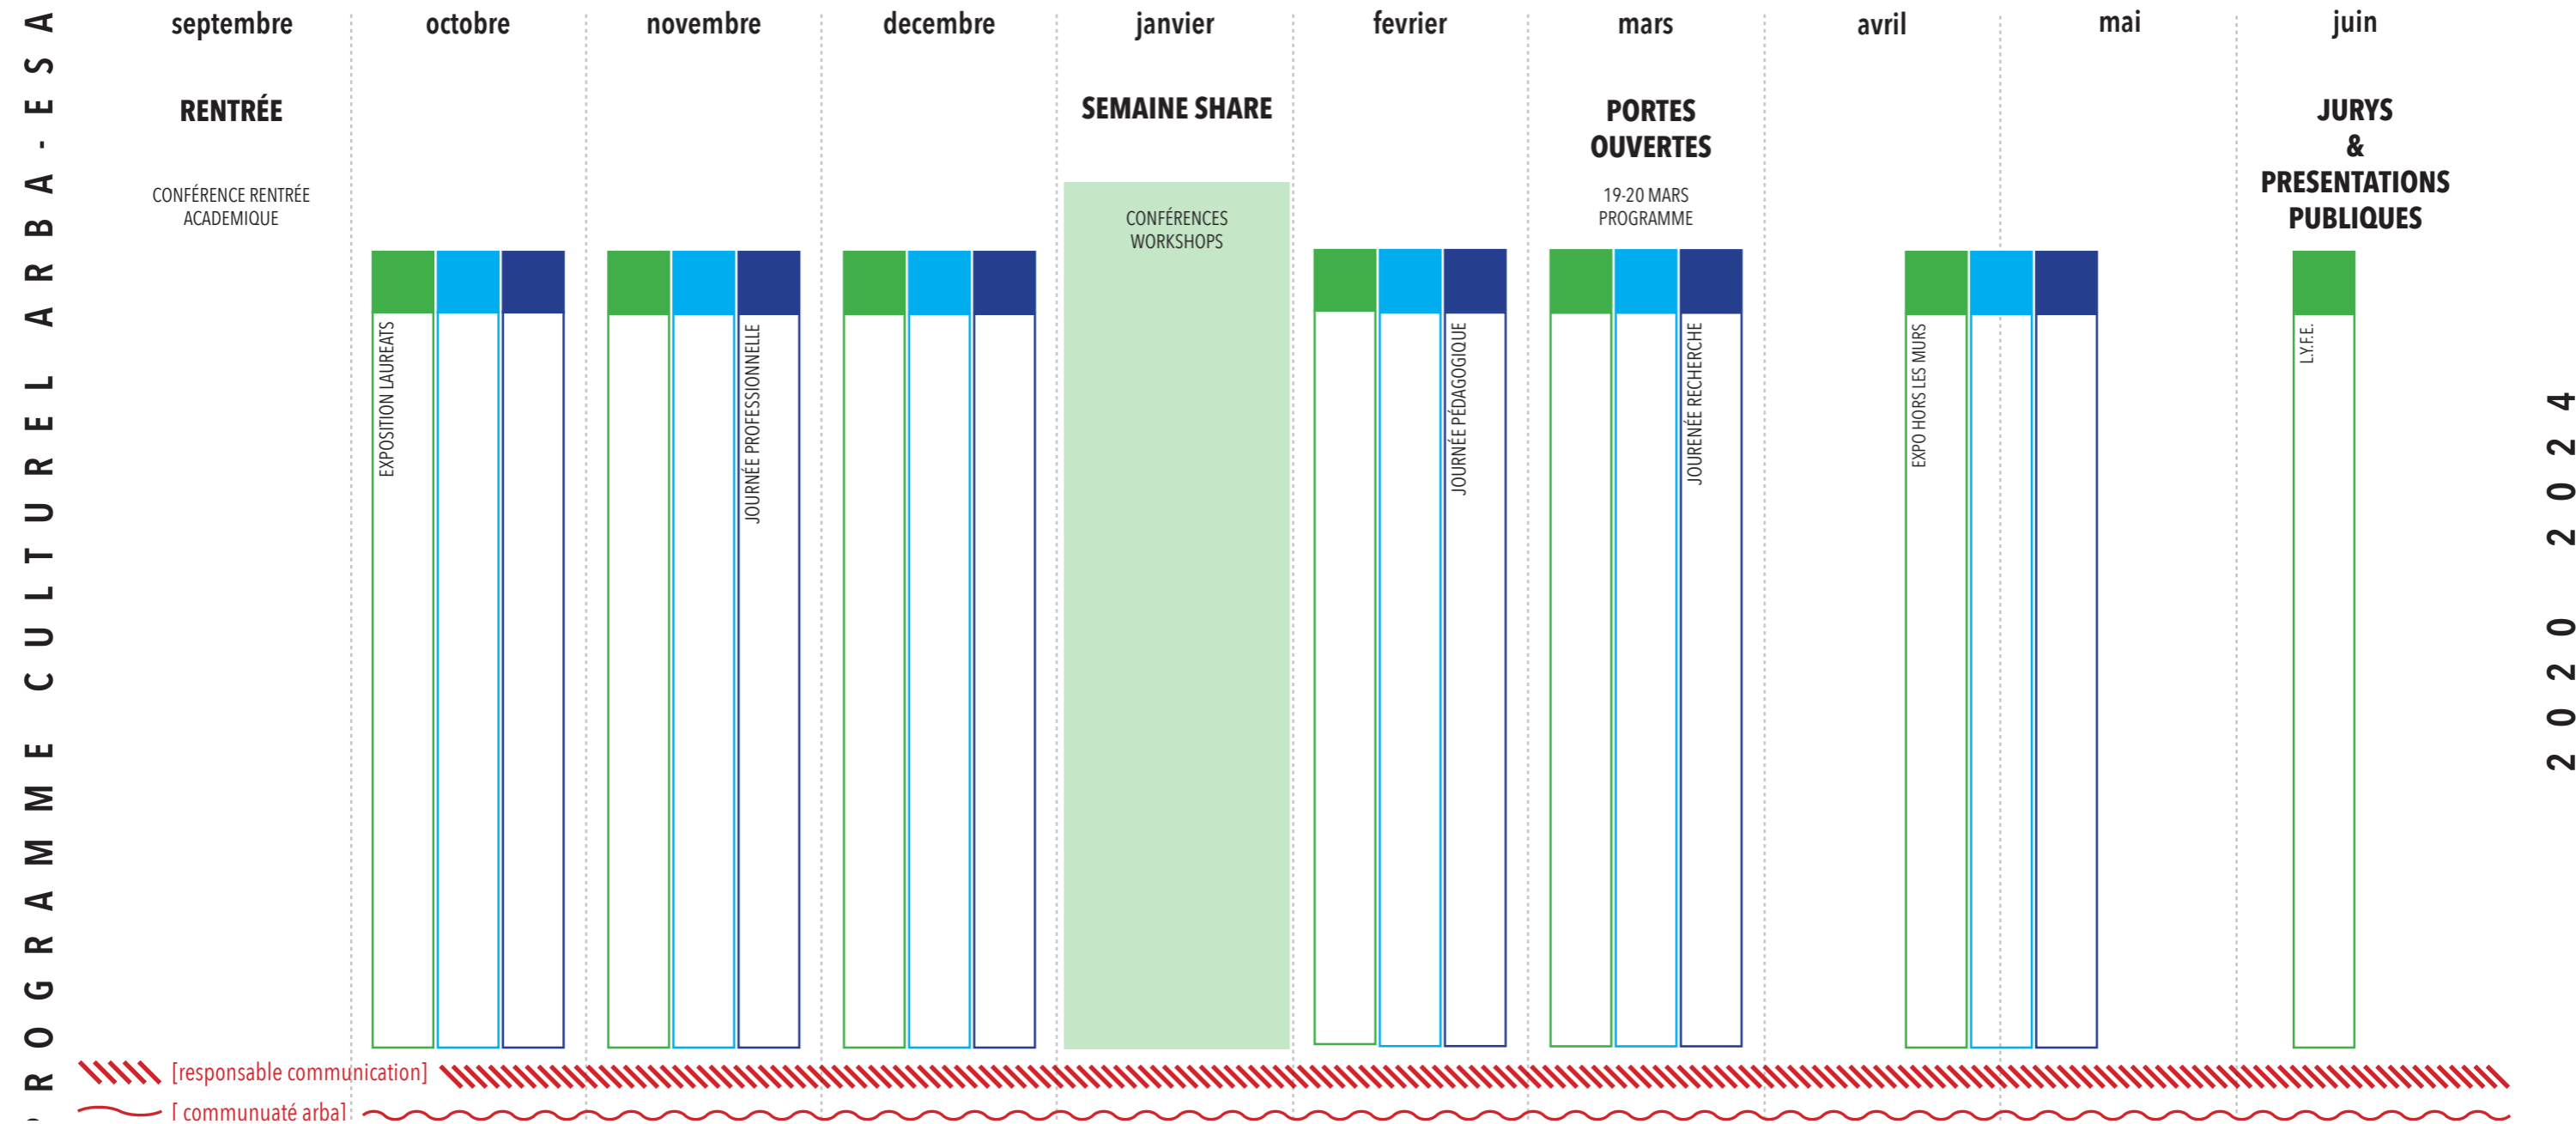 PROGRAMME CULTUREL ARBA-ESA
septembre
octobre
novembre
decembre
janvier
fevrier
mars
avril
mai
juin
RENTRÉE
CONFÉRENCE RENTRÉE
ACADEMIQUE
SEMAINE SHARE
CONFÉRENCES
WORKSHOPS
PORTES
OUVERTES
19-20 MARS
PROGRAMME
JURYS
&
PRESENTATIONS
PUBLIQUES
EXPOSITION LAUREATS
JOURNÉE PROFESSIONNELLE
JOURNÉE PÉDAGOGIQUE
JOURENÉE RECHERCHE
EXPO HORS LES MURS
L.Y.F.E.
2020 2024
[responsable communication]
[ communuaté arba]